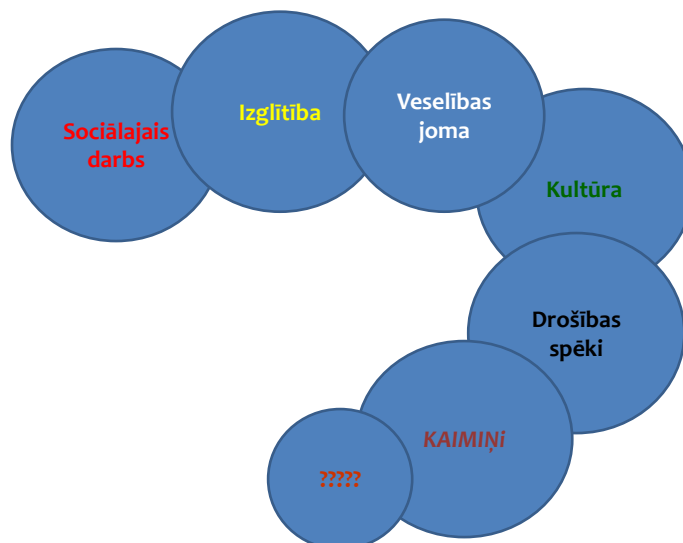 Sociālajais
darbs
Izglītība
Veselības
joma
Kultūra
Drošības
spēki
KAIMIŅi
?????